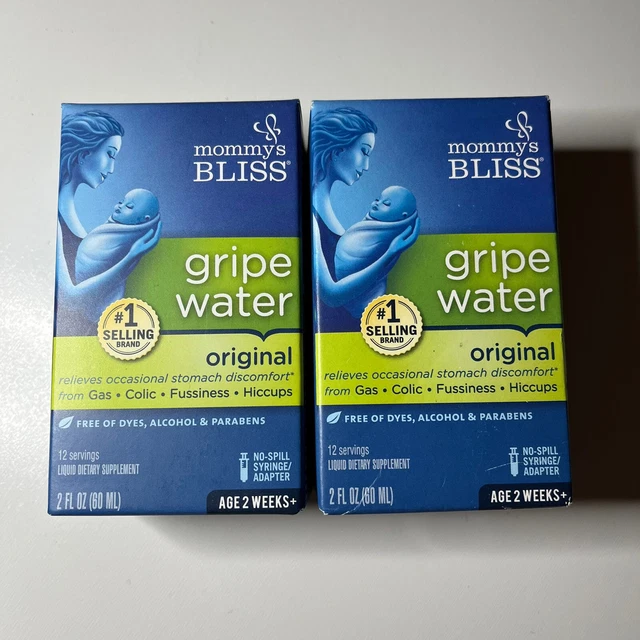 mommy's
BLISS®
gripe
water
#1
SELLING
BRAND
original
relieves occasional stomach discomfort*
from Gas • Colic • Fussiness • Hiccups
FREE OF DYES, ALCOHOL & PARABENS
12 servings
LIQUID DIETARY SUPPLEMENT
NO-SPILL
SYRINGE/
ADAPTER
2 FL OZ (60 ML)
AGE 2 WEEKS+
mommy's
BLISS®
gripe
water
#1
SELLING
BRAND
original
relieves occasional stomach discomfort*
from Gas • Colic • Fussiness • Hiccups
FREE OF DYES, ALCOHOL & PARABENS
12 servings
LIQUID DIETARY SUPPLEMENT
NO-SPILL
SYRINGE/
ADAPTER
2 FL OZ (60 ML)
AGE 2 WEEKS+